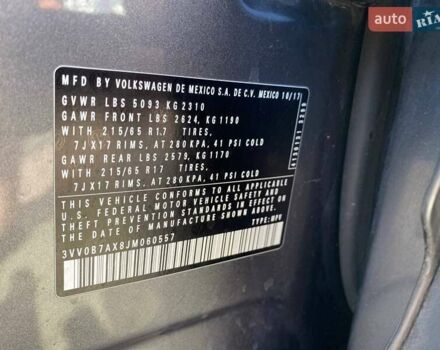 AUTO
RIA
MFD BY VOLKSWAGEN DE MEXICO S.A. DE C.V. MEXICO 10/17
GVWR LBS 5093 KG2310
GAWR FRONT LBS 2624, KG1190
WITH 215/65 R17 TIRES,
7JX17 RIMS, AT 280KPA, 41 PSI COLD
GAWR REAR LBS 2579, KG1170
WITH 215/65 R17 TIRES,
7JX17 RIMS, AT 280KPA, 41 PSI COLD
THIS VEHICLE CONFORMS TO ALL APPLICABLE
U.S. FEDERAL MOTOR VEHICLE SAFETY AND
THEFT PREVENTION STANDARDS IN EFFECT ON THE
DATE OF MANUFACTURE SHOWN ABOVE.
3VV0B7AX8JM060557 TYPE: MPV